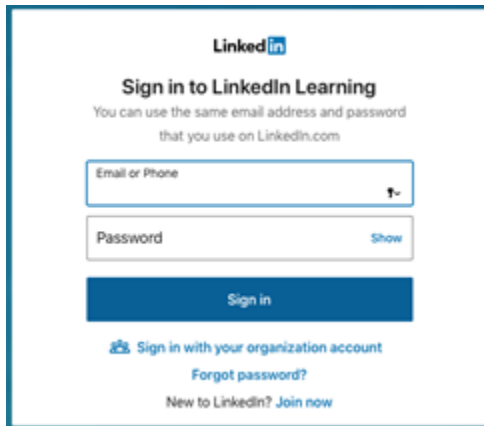 Linked in
Sign in to LinkedIn Learning
You can use the same email address and password
that you use on LinkedIn.com
Email or Phone
Password Show
Sign in
Sign in with your organization account
Forgot password?
New to LinkedIn? Join now